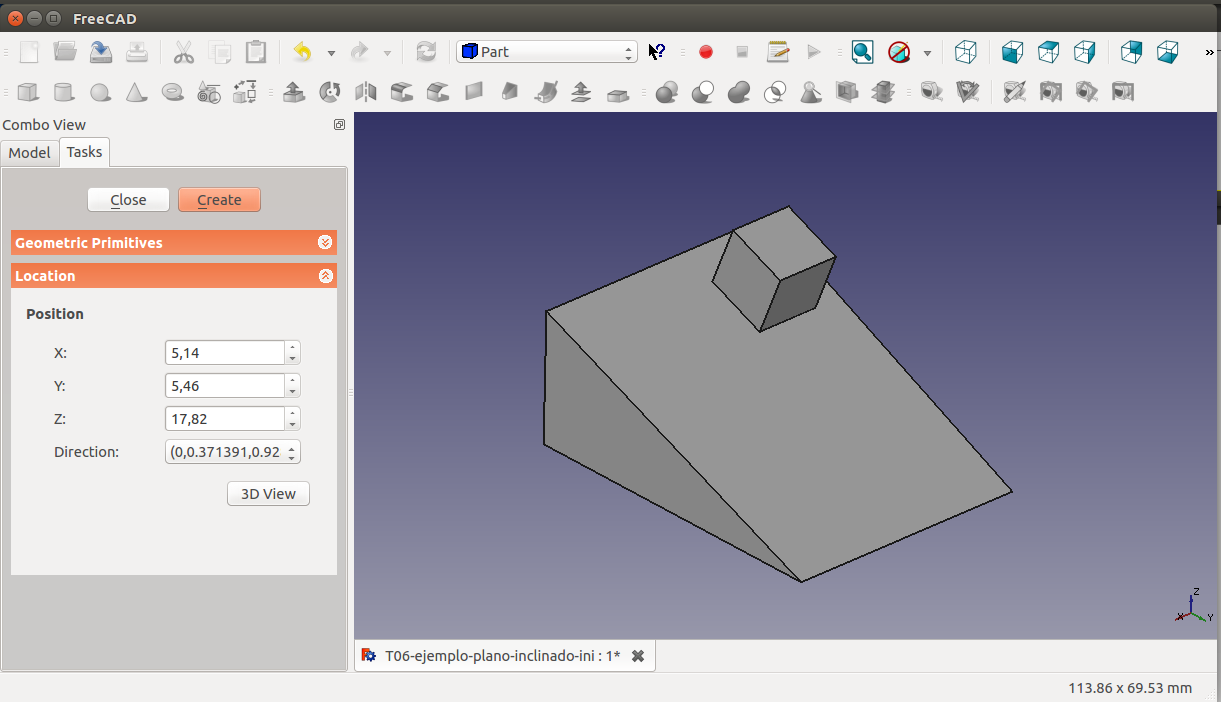 FreeCAD
Part
»
Combo View
Model Tasks
Close Create
Geometric Primitives
Location
Position
X: 5,14
Y: 5,46
Z: 17,82
Direction: (0,0.371391,0.92
3D View
Z
X Y
T06-ejemplo-plano-inclinado-ini : 1*
113.86 x 69.53 mm